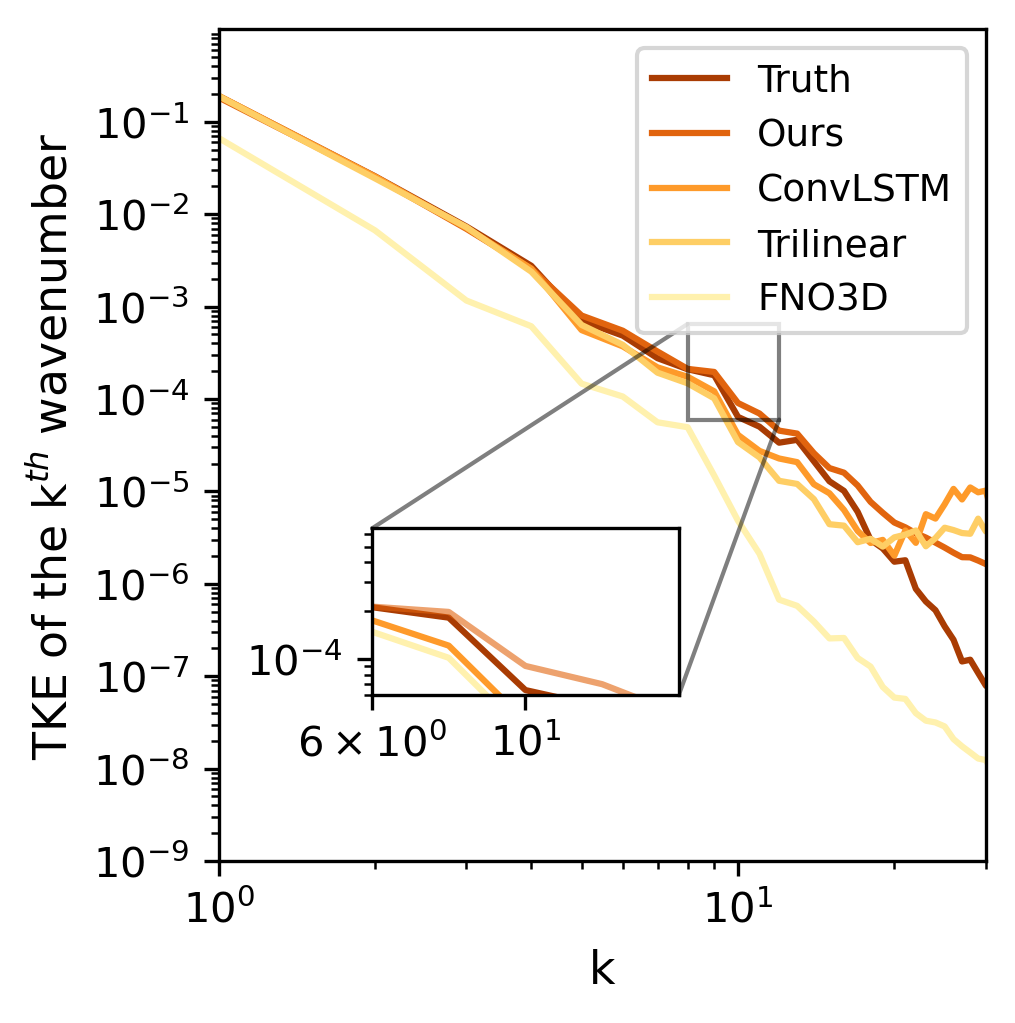 Truth
Ours
ConvLSTM
Trilinear
FNO3D
TKE of the k^{th} wavenumber
10^{-1}
10^{-2}
10^{-3}
10^{-4}
10^{-5}
10^{-6}
10^{-7}
10^{-8}
10^{-9}
10^{-4}
6 × 10^{0}
10^{1}
10^{0}
10^{1}
k